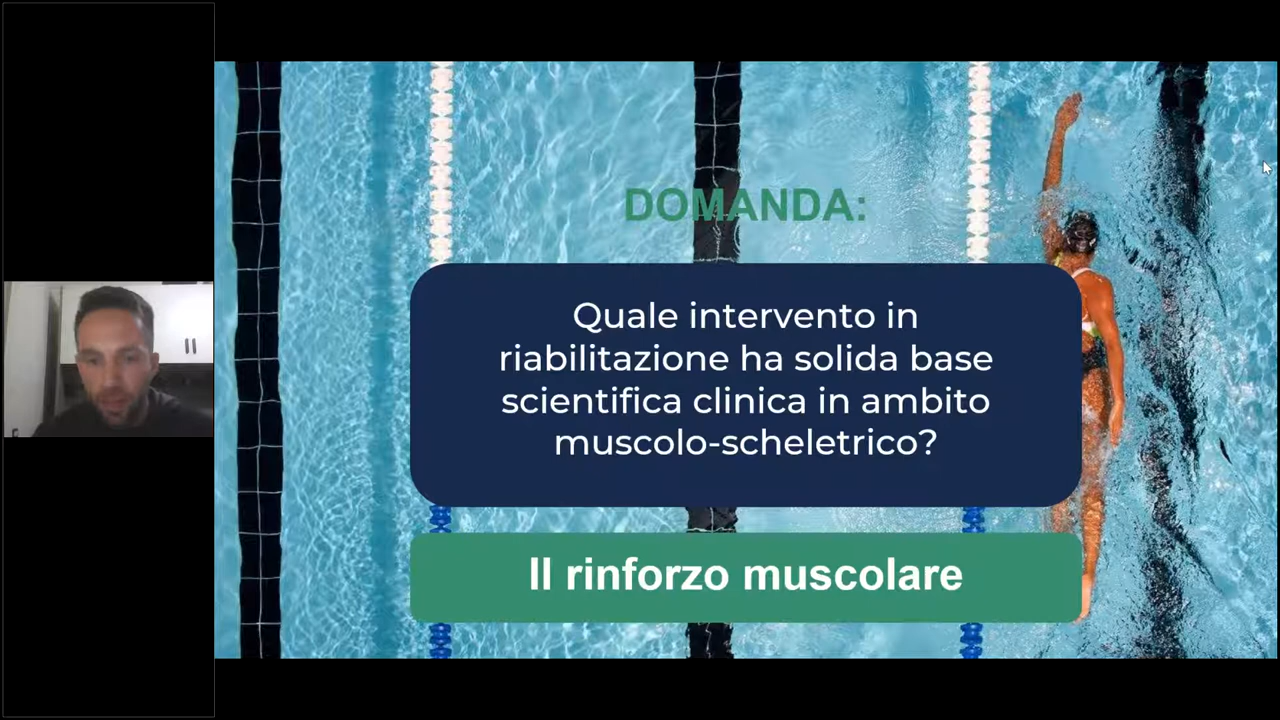 DOMANDA:
Quale intervento in
riabilitazione ha solida base
scientifica clinica in ambito
muscolo-scheletrico?
Il rinforzo muscolare